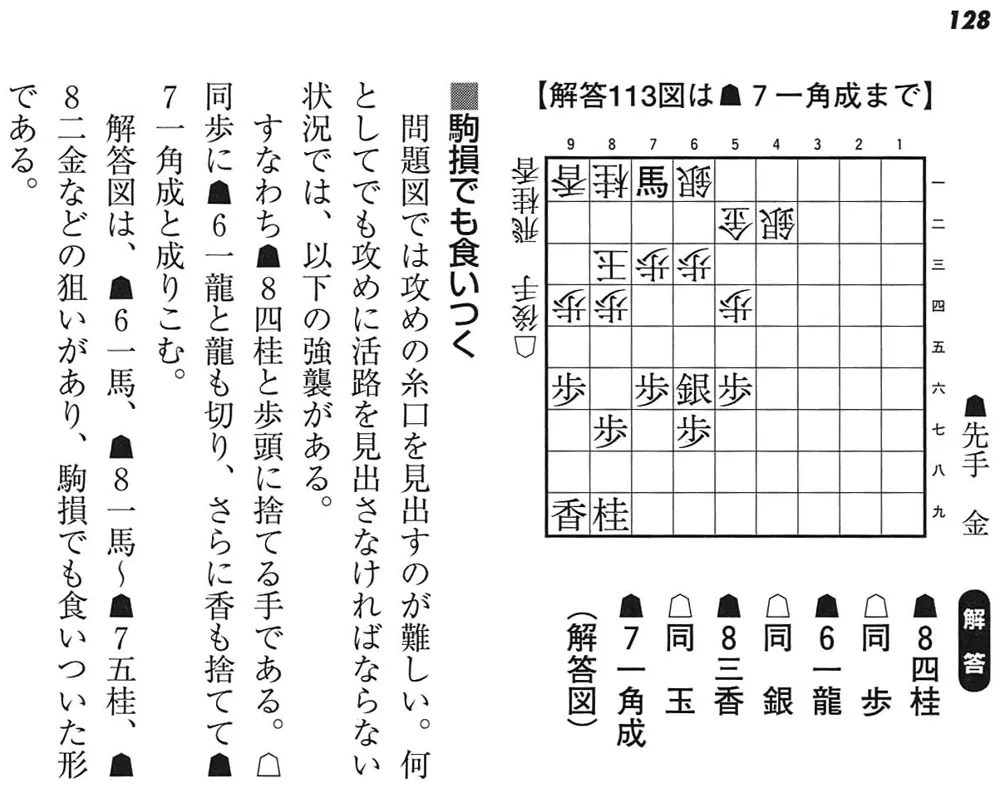 128
【解答113図は☗7一角成まで】
9 8 7 6 5 4 3 2 1
香桂馬銀 一
金銀 二
王歩歩 三
歩歩 歩 四
五
歩 歩銀歩 六
歩 歩 七
八
香桂 九
☖後手 飛桂香
☗先手 金
解答
☗8四桂
☖同 歩
☗6一龍
☖同 銀
☗8三香
☖同 玉
☗7一角成
(解答図)
■駒損でも食いつく
問題図では攻めの糸口を見出すのが難しい。何
としてでも攻めに活路を見出さなければならない
状況では、以下の強襲がある。
すなわち☗8四桂と歩頭に捨てる手である。☖
同歩に☗6一龍と龍も切り、さらに香も捨てて☗
7一角成と成りこむ。
解答図は、☗6一馬、☗8一馬〜☗7五桂、☗
8二金などの狙いがあり、駒損でも食いついた形
である。